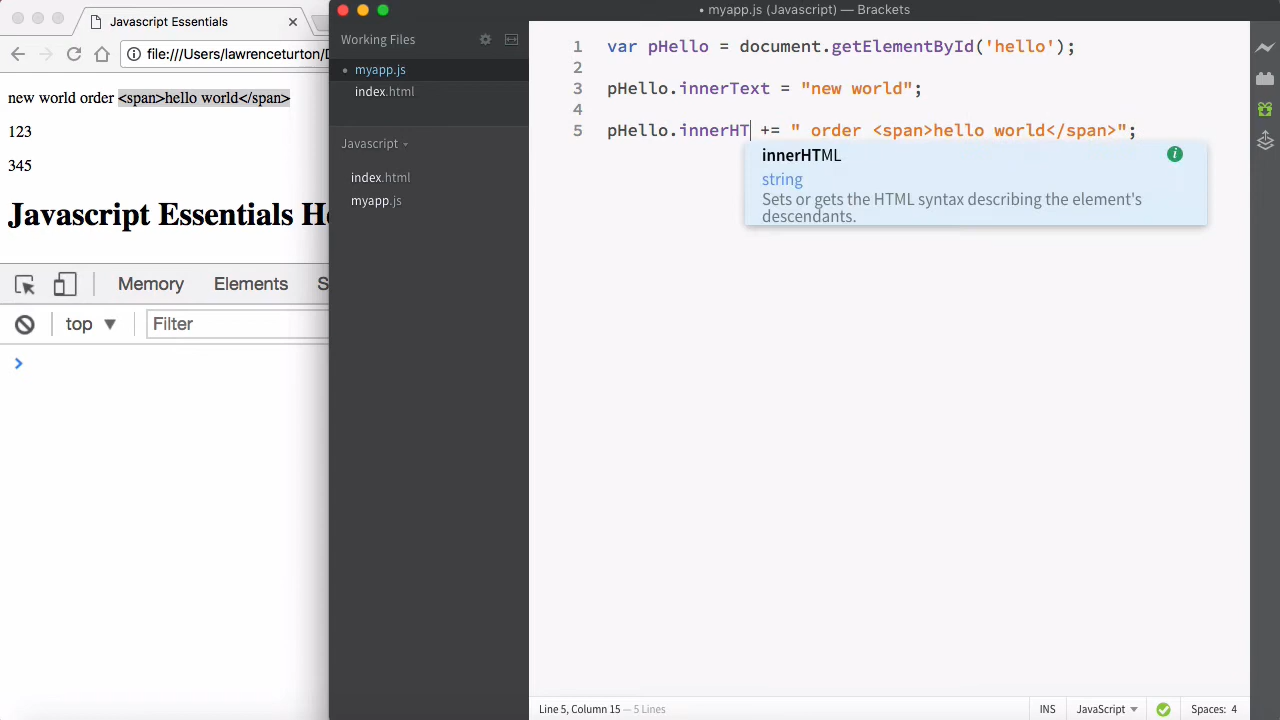 Javascript Essentials
file:///Users/lawrenceturton/D
new world order <span>hello world</span>
123
345
Javascript Essentials He
Memory Elements S
top Filter
• myapp.js (Javascript) — Brackets
Working Files
myapp.js
index.html
Javascript
index.html
myapp.js
1 var pHello = document.getElementById('hello');
2
3 pHello.innerText = "new world";
4
5 pHello.innerHT += " order <span>hello world</span>";
innerHTML
string
Sets or gets the HTML syntax describing the element's
descendants.
Line 5, Column 15 — 5 Lines
INS JavaScript Spaces: 4